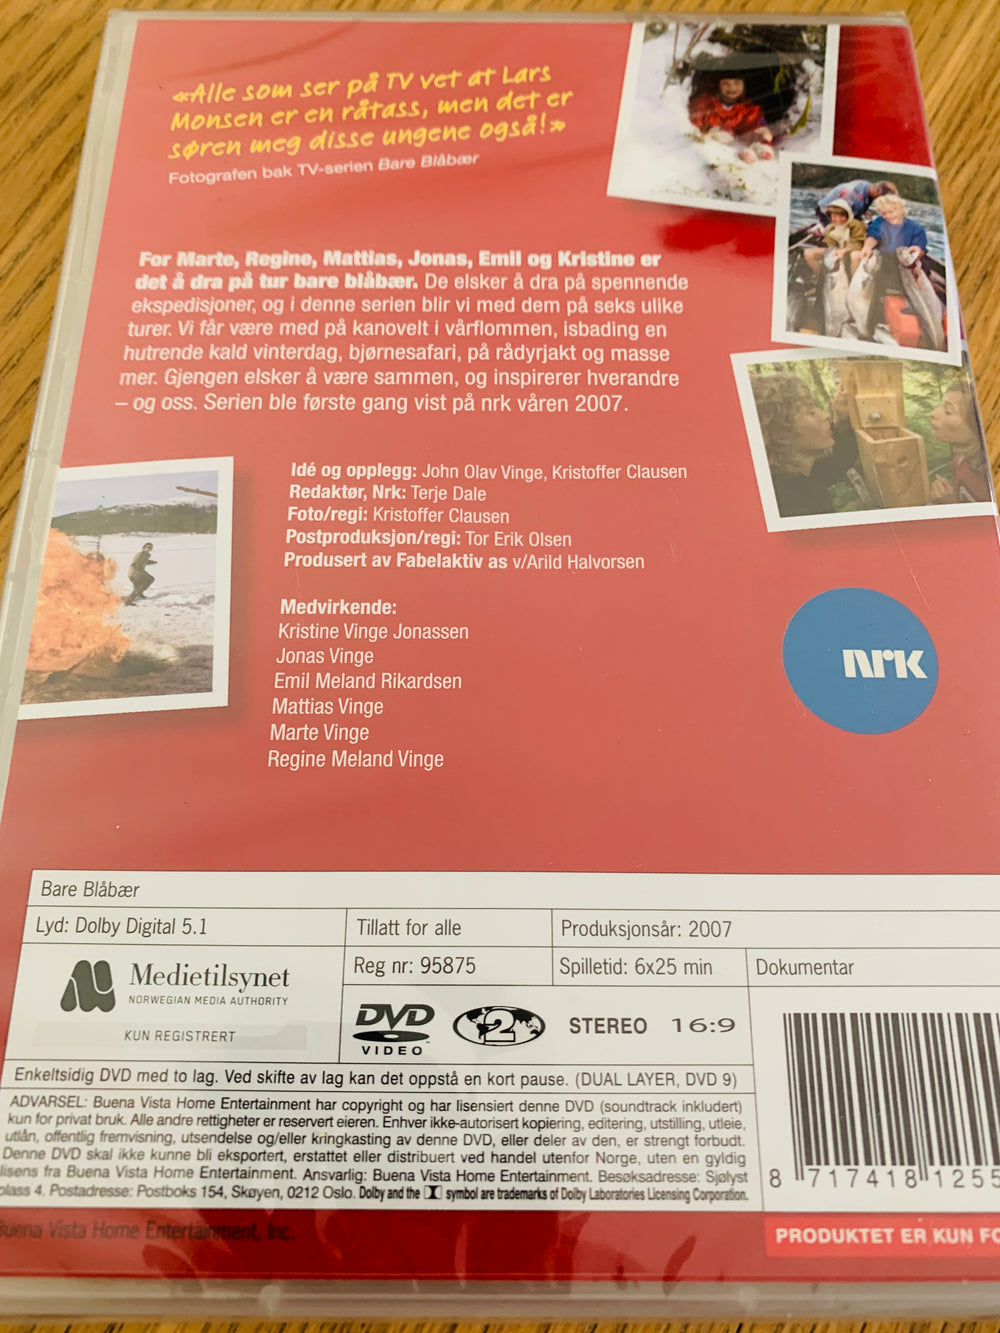 «Alle som ser på TV vet at Lars
Monsen er en råtass, men det er
søren meg disse ungene også!»
Fotografen bak TV-serien Bare Blåbær
For Marte, Regine, Mattias, Jonas, Emil og Kristine er
det å dra på tur bare blåbær. De elsker å dra på spennende
ekspedisjoner, og i denne serien blir vi med dem på seks ulike
turer. Vi får være med på kanovelt i vårflommen, isbading en
hutrende kald vinterdag, bjørnesafari, på rådyrjakt og masse
mer. Gjengen elsker å være sammen, og inspirerer hverandre
– og oss. Serien ble første gang vist på nrk våren 2007.
Idé og opplegg: John Olav Vinge, Kristoffer Clausen
Redaktør, Nrk: Terje Dale
Foto/regi: Kristoffer Clausen
Postproduksjon/regi: Tor Erik Olsen
Produsert av Fabelaktiv as v/Arild Halvorsen
Medvirkende:
Kristine Vinge Jonassen
Jonas Vinge
Emil Meland Rikardsen
Mattias Vinge
Marte Vinge
Regine Meland Vinge
nrk
Bare Blåbær
Lyd: Dolby Digital 5.1
Tillatt for alle
Produksjonsår: 2007
Reg nr: 95875
Spilletid: 6x25 min
Dokumentar
Medietilsynet
NORWEGIAN MEDIA AUTHORITY
KUN REGISTRERT
DVD
VIDEO
2
STEREO 16:9
Enkeltsidig DVD med to lag. Ved skifte av lag kan det oppstå en kort pause. (DUAL LAYER, DVD 9)
ADVARSEL: Buena Vista Home Entertainment har copyright og har lisensiert denne DVD (soundtrack inkludert)
kun for privat bruk. Alle andre rettigheter er reservert eieren. Enhver ikke-autorisert kopiering, editering, utstilling, utleie,
utlån, offentlig fremvisning, utsendelse og/eller kringkasting av denne DVD, eller deler av den, er strengt forbudt.
Denne DVD skal ikke kunne bli eksportert, erstattet eller distribuert ved handel utenfor Norge, uten en gyldig
lisens fra Buena Vista Home Entertainment. Ansvarlig: Buena Vista Home Entertainment. Besøksadresse: Sjølyst
plass 4. Postadresse: Postboks 154, Skøyen, 0212 Oslo. Dolby and the symbol are trademarks of Dolby Laboratories Licensing Corporation.
8 717418 1255
Buena Vista Home Entertainment, Inc.
PRODUKTET ER KUN FO